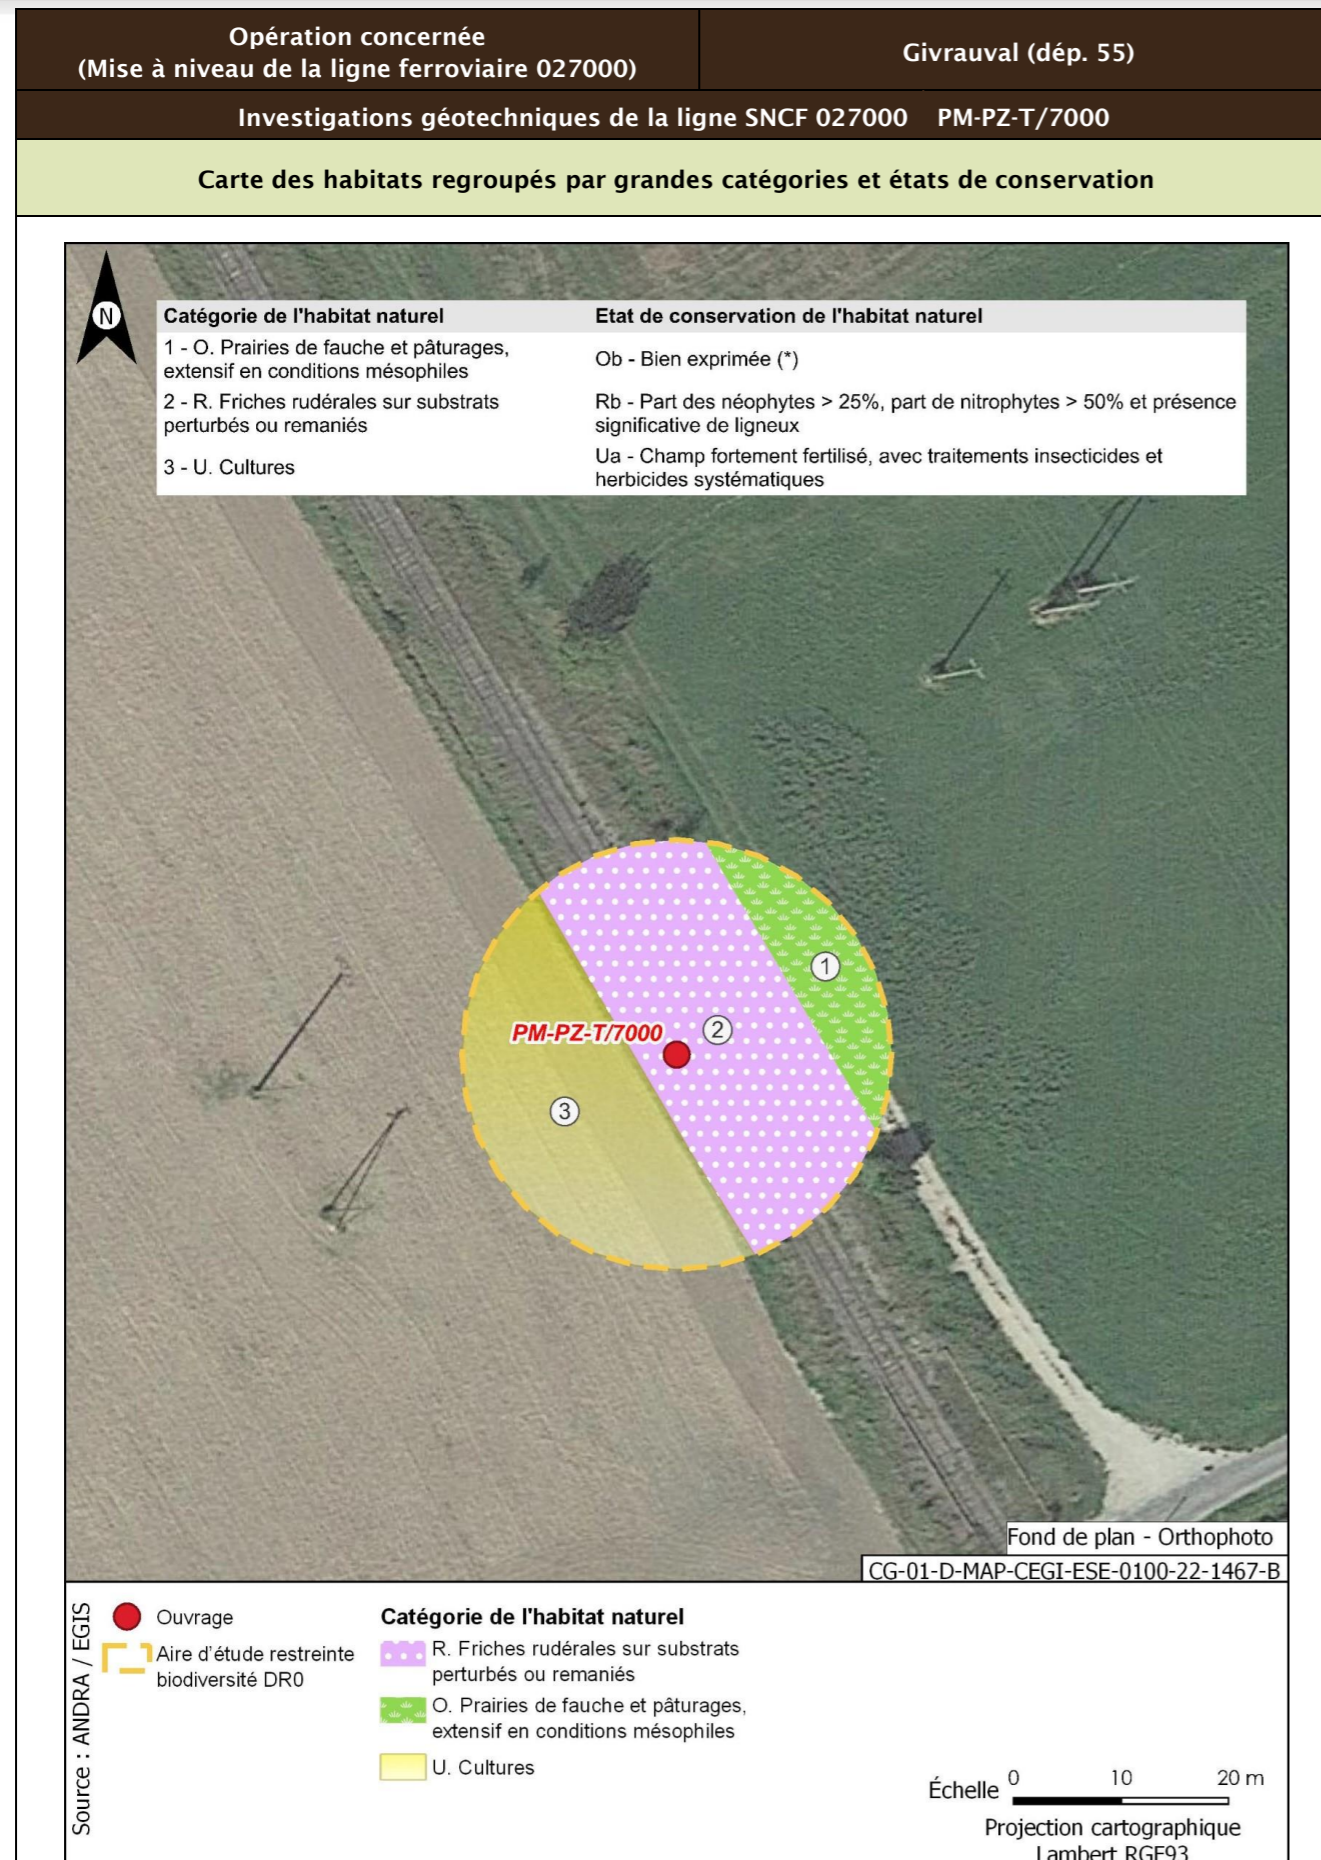 Opération concernée
(Mise à niveau de la ligne ferroviaire 027000)
Givrauval (dép. 55)
Investigations géotechniques de la ligne SNCF 027000 PM-PZ-T/7000
Carte des habitats regroupés par grandes catégories et états de conservation
N
Catégorie de l'habitat naturel
Etat de conservation de l'habitat naturel
1 - O. Prairies de fauche et pâturages,
extensif en conditions mésophiles
Ob - Bien exprimée (*)
2 - R. Friches rudérales sur substrats
perturbés ou remaniés
Rb - Part des néophytes > 25%, part de nitrophytes > 50% et présence
significative de ligneux
3 - U. Cultures
Ua - Champ fortement fertilisé, avec traitements insecticides et
herbicides systématiques
1
2
PM-PZ-T/7000
3
Fond de plan - Orthophoto
CG-01-D-MAP-CEGI-ESE-0100-22-1467-B
Source : ANDRA / EGIS
Ouvrage
Aire d'étude restreinte
biodiversité DR0
Catégorie de l'habitat naturel
R. Friches rudérales sur substrats
perturbés ou remaniés
O. Prairies de fauche et pâturages,
extensif en conditions mésophiles
U. Cultures
Échelle 0 10 20 m
Projection cartographique
Lambert RGF93